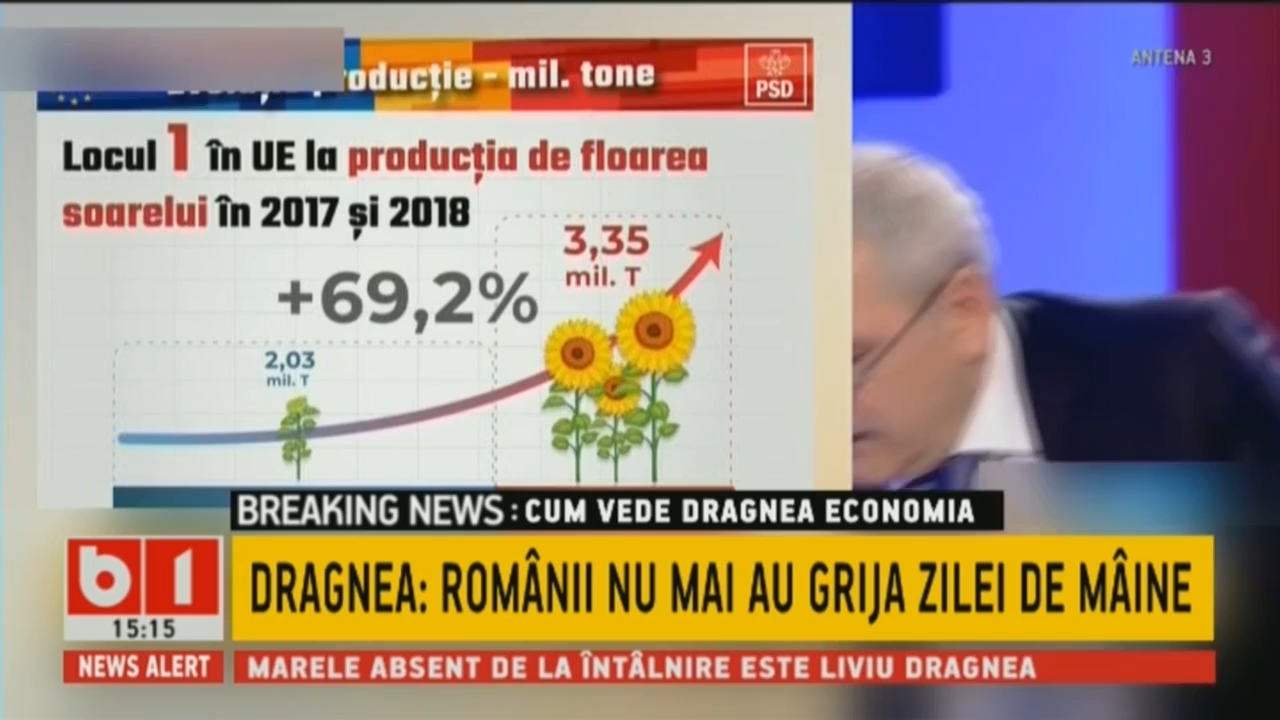 ANTENA 3
producție - mil. tone
PSD
Locul 1 în UE la producția de floarea
soarelui în 2017 și 2018
+69,2%
3,35
mil. T
2,03
mil. T
BREAKING NEWS: CUM VEDE DRAGNEA ECONOMIA
b1
DRAGNEA: ROMÂNII NU MAI AU GRIJA ZILEI DE MÂINE
15:15
NEWS ALERT
MARELE ABSENT DE LA ÎNTÂLNIRE ESTE LIVIU DRAGNEA